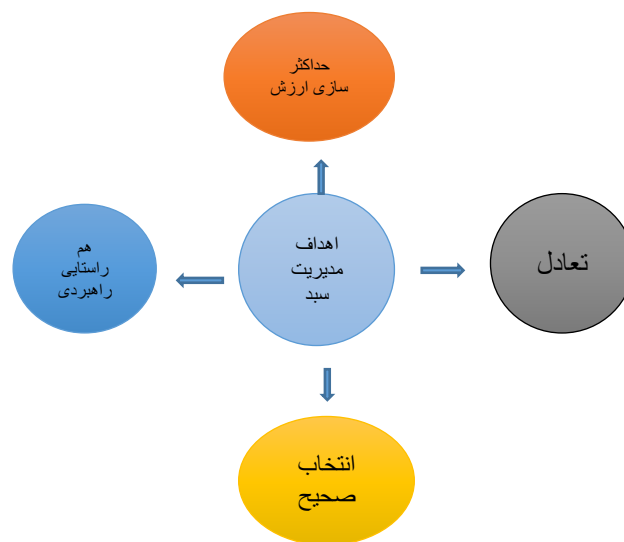 حداکثر
سازی ارزش
اهداف
مدیریت
سبد
تعادل
هم
راستایی
راهبردی
انتخاب
صحیح